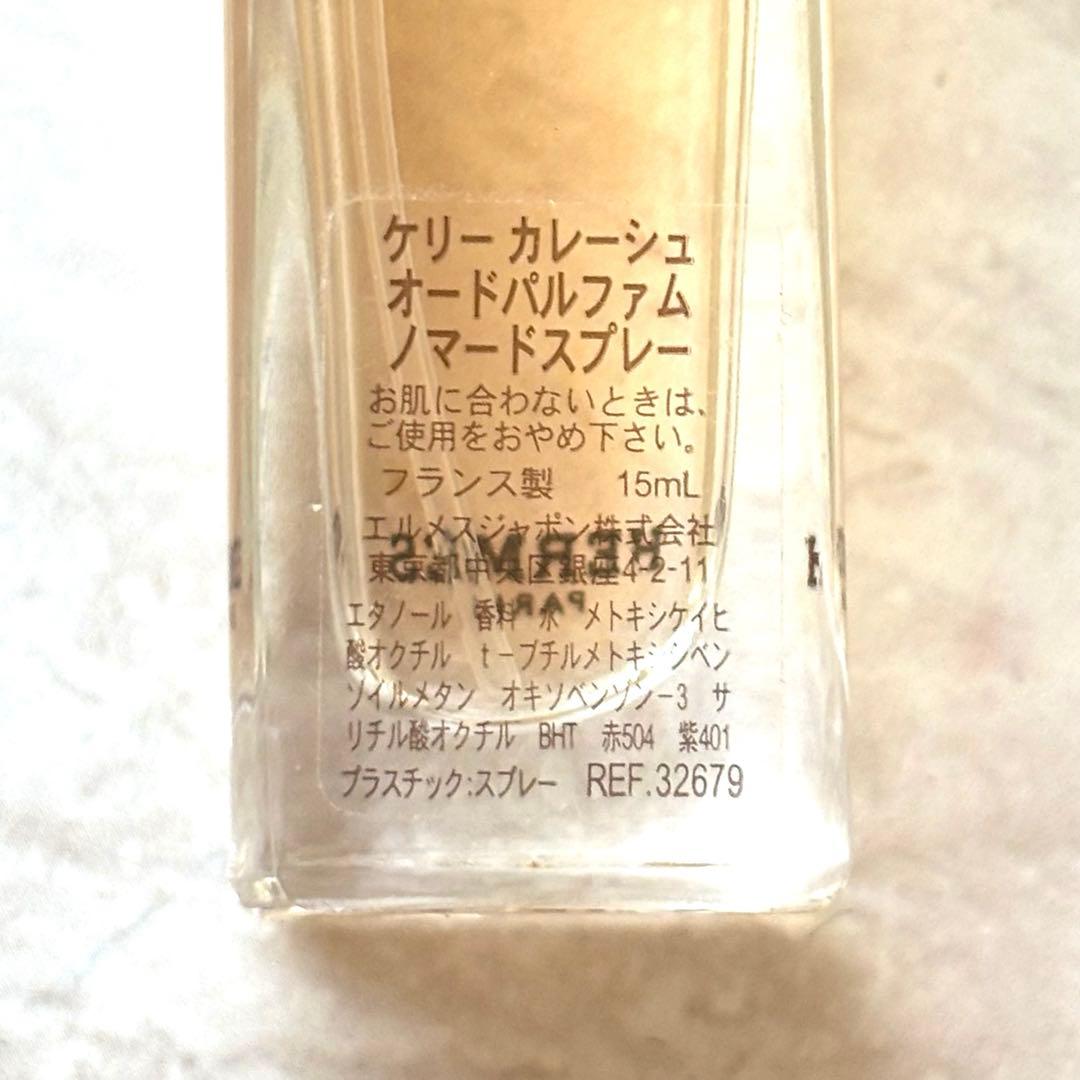 ケリー カレーシュ
オードパルファム
ノマードスプレー
お肌に合わないときは、
ご使用をおやめ下さい。
フランス製 15mL
エルメスジャポン株式会社
東京都中央区銀座4-2-11
エタノール 香料 水 メトキシケイヒ
酸オクチル t-ブチルメトキシベン
ゾイルメタン オキソベンゾン-3 サ
リチル酸オクチル BHT 赤504 紫401
プラスチック:スプレー REF.32679
HERMÈS
PARIS